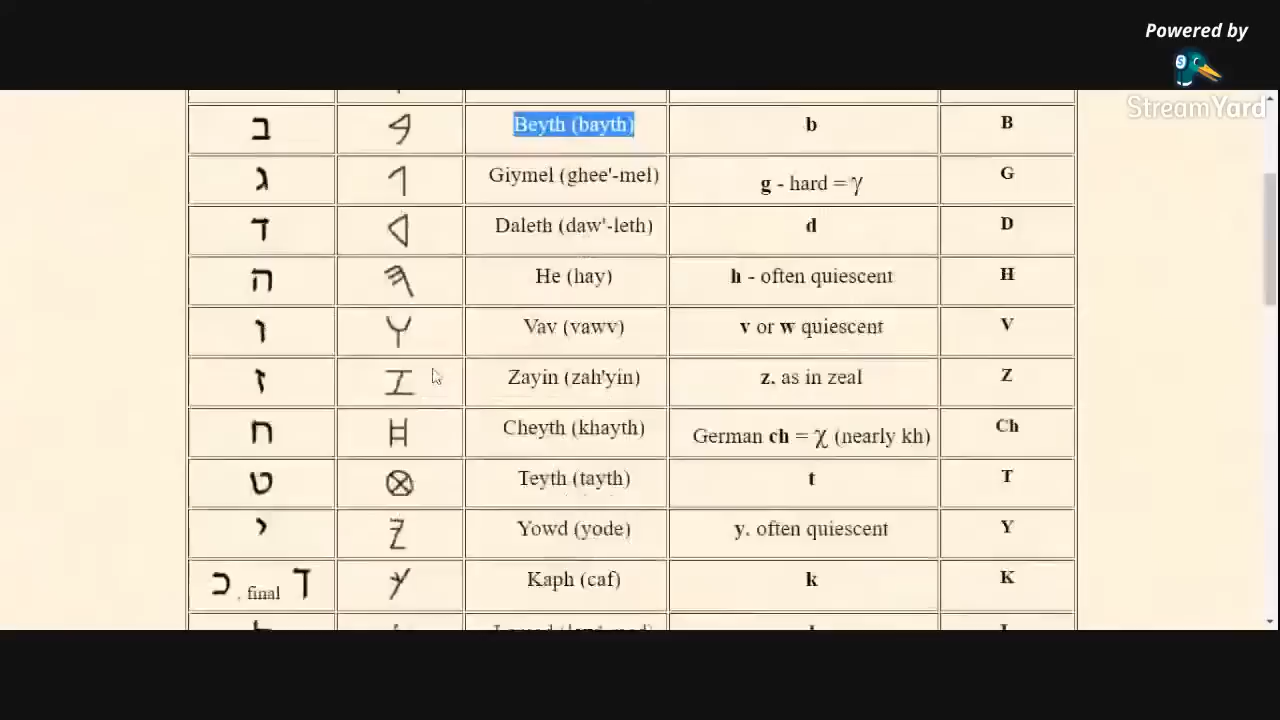 Powered by
StreamYard
ב 𐤁 Beyth (bayth) b B
ג 𐤂 Giymel (ghee'-mel) g - hard = γ G
ד 𐤃 Daleth (daw'-leth) d D
ה 𐤄 He (hay) h - often quiescent H
ו 𐤅 Vav (vawv) v or w quiescent V
ז 𐤆 Zayin (zah'yin) z. as in zeal Z
ח 𐤇 Cheyth (khayth) German ch = χ (nearly kh) Ch
ט 𐤈 Teyth (tayth) t T
י 𐤉 Yowd (yode) y. often quiescent Y
כ , final ך 𐤊 Kaph (caf) k K